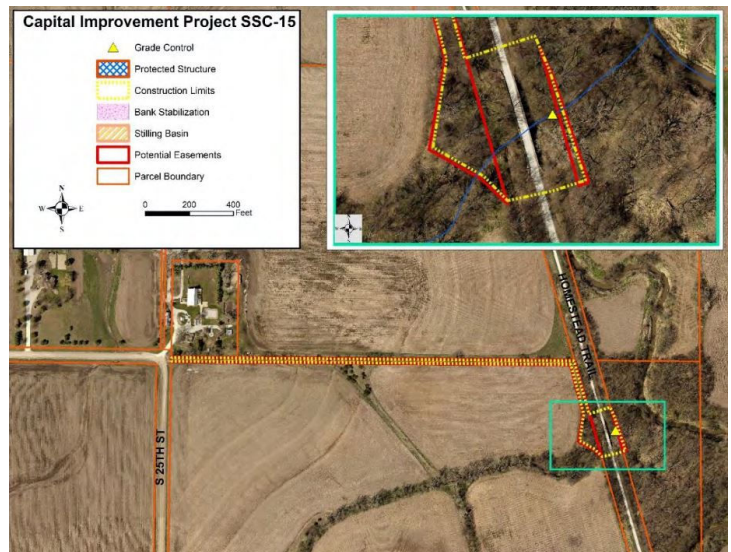 Capital Improvement Project SSC-15
Grade Control
Protected Structure
Construction Limits
Bank Stabilization
Stilling Basin
Potential Easements
Parcel Boundary
N
W E
S
0 200 400
Feet
HOMESTEAD TRAIL
S 25TH ST